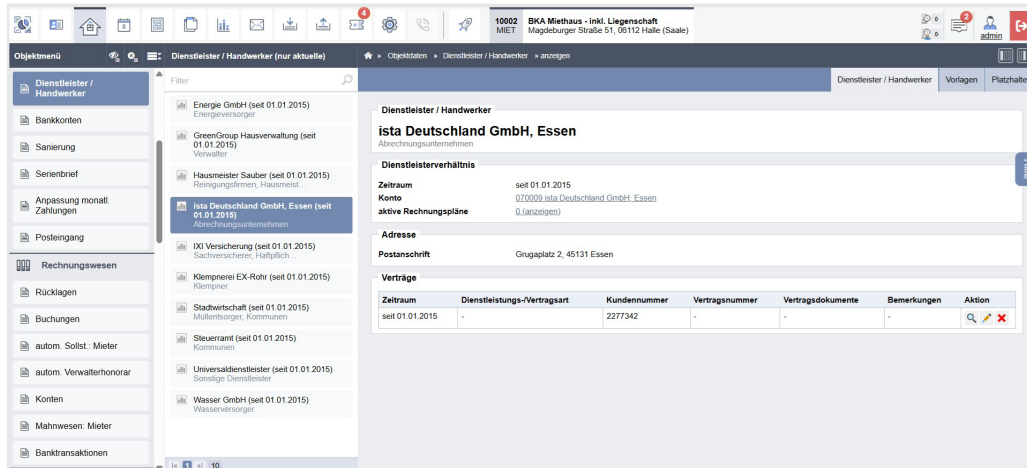 4
10002
MIET
BKA Miethaus - inkl. Liegenschaft
Magdeburger Straße 51, 06112 Halle (Saale)
0
0
2
admin
Objektmenü
Dienstleister / Handwerker (nur aktuelle)
» Objektdaten » Dienstleister / Handwerker » anzeigen
Dienstleister /
Handwerker
Bankkonten
Sanierung
Serienbrief
Anpassung monatl.
Zahlungen
Posteingang
Rechnungswesen
Rücklagen
Buchungen
autom. Sollst.: Mieter
autom. Verwalterhonorar
Konten
Mahnwesen: Mieter
Banktransaktionen
Filter
Energie GmbH (seit 01.01.2015)
Energieversorger
GreenGroup Hausverwaltung (seit
01.01.2015)
Verwalter
Hausmeister Sauber (seit 01.01.2015)
Reinigungsfirmen, Hausmeist...
ista Deutschland GmbH, Essen (seit
01.01.2015)
Abrechnungsunternehmen
IXI Versicherung (seit 01.01.2015)
Sachversicherer, Haftpflich...
Klempnerei EX-Rohr (seit 01.01.2015)
Klempner
Stadtwirtschaft (seit 01.01.2015)
Müllentsorger, Kommunen
Steueramt (seit 01.01.2015)
Kommunen
Universaldienstleister (seit 01.01.2015)
Sonstige Dienstleister
Wasser GmbH (seit 01.01.2015)
Wasserversorger
1
10
Dienstleister / Handwerker
Vorlagen
Platzhalte
Dienstleister / Handwerker
ista Deutschland GmbH, Essen
Abrechnungsunternehmen
Dienstleisterverhältnis
Zeitraum seit 01.01.2015
Konto 070009 ista Deutschland GmbH, Essen
aktive Rechnungspläne 0 (anzeigen)
Adresse
Postanschrift Grugaplatz 2, 45131 Essen
Verträge
Zeitraum Dienstleistungs-/Vertragsart Kundennummer Vertragsnummer Vertragsdokumente Bemerkungen Aktion
seit 01.01.2015 - 2277342 - - -